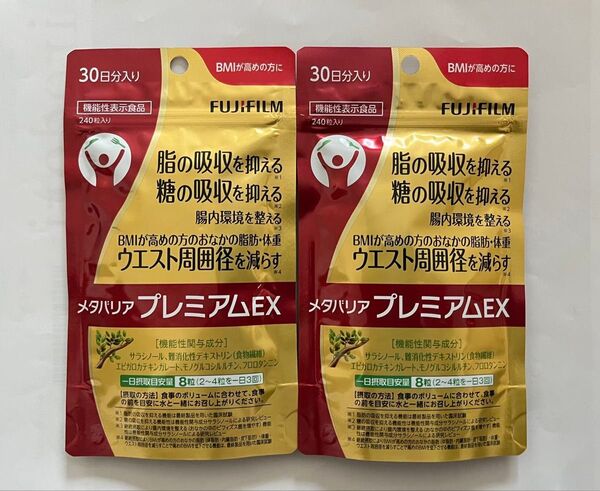 30日分入り
BMIが高めの方に
機能性表示食品
FUJIFILM
240粒入り
脂の吸収を抑える ※1
糖の吸収を抑える ※2
腸内環境を整える ※3
BMIが高めの方のおなかの脂肪・体重
ウエスト周囲径を減らす ※4
メタバリア プレミアムEX
[機能性関与成分]
サラシノール、難消化性デキストリン(食物繊維)
エピガロカテキンガレート、モノグルコシルルチン、フロロタンニン
一日摂取目安量 8粒(2~4粒を一日3回)
[摂取の方法] 食事のボリュームに合わせて、食事
の前を目安に水と一緒にお召し上がりください。
30日分入り
BMIが高めの方に
機能性表示食品
FUJIFILM
240粒入り
脂の吸収を抑える ※1
糖の吸収を抑える ※2
腸内環境を整える ※3
BMIが高めの方のおなかの脂肪・体重
ウエスト周囲径を減らす ※4
メタバリア プレミアムEX
[機能性関与成分]
サラシノール、難消化性デキストリン(食物繊維)
エピガロカテキンガレート、モノグルコシルルチン、フロロタンニン
一日摂取目安量 8粒(2~4粒を一日3回)
[摂取の方法] 食事のボリュームに合わせて、食事
の前を目安に水と一緒にお召し上がりください。